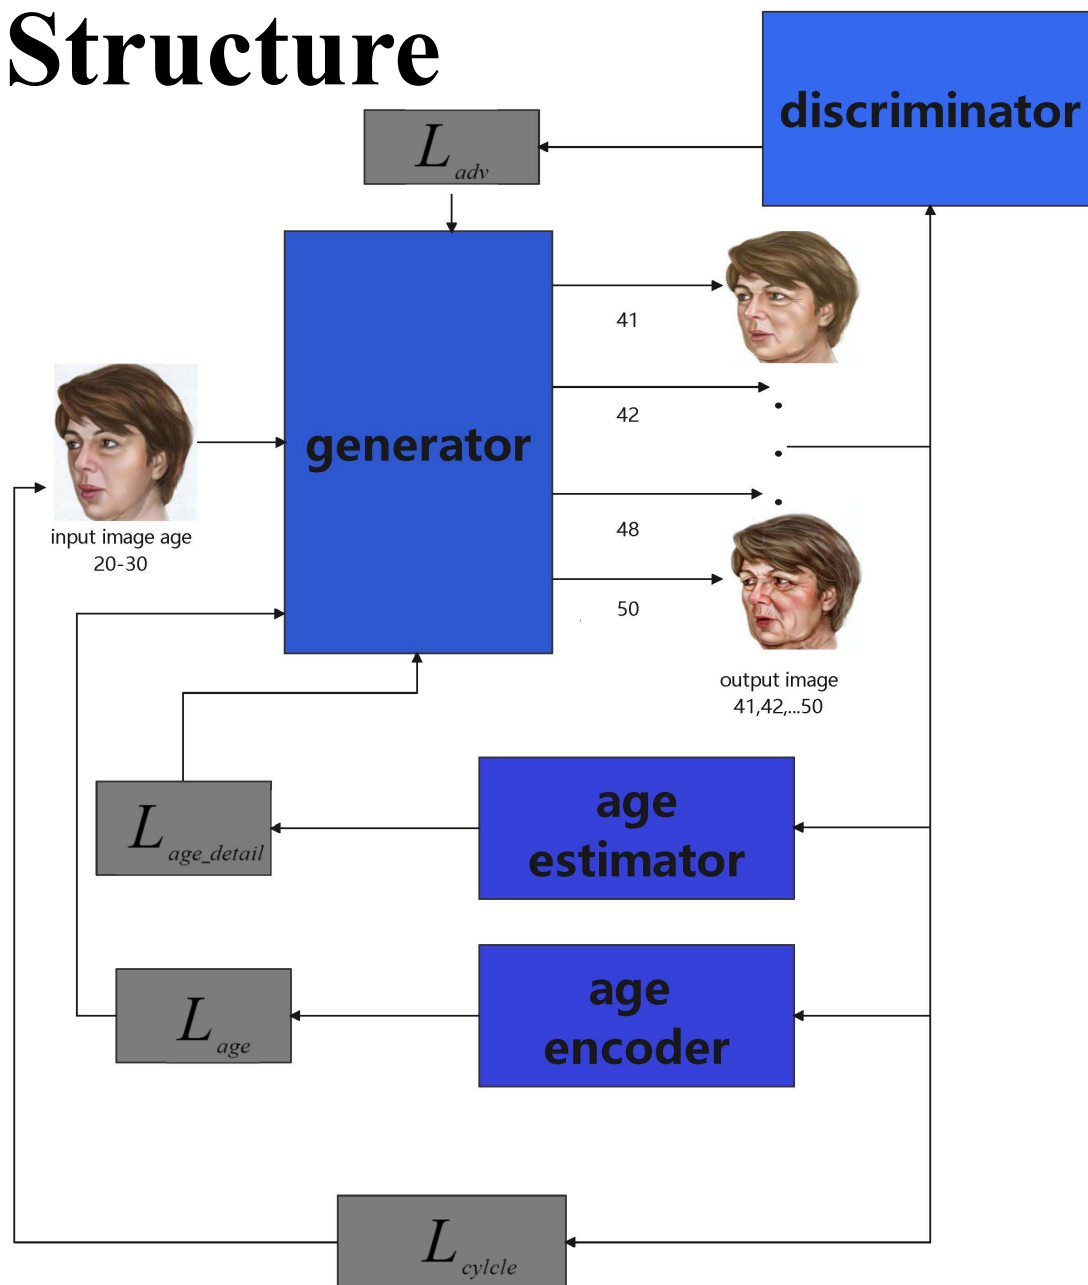 Structure
discriminator
L adv
generator
41
42
48
50
input image age
20-30
output image
41,42,...50
L age_detail
age
estimator
L age
age
encoder
L cylcle